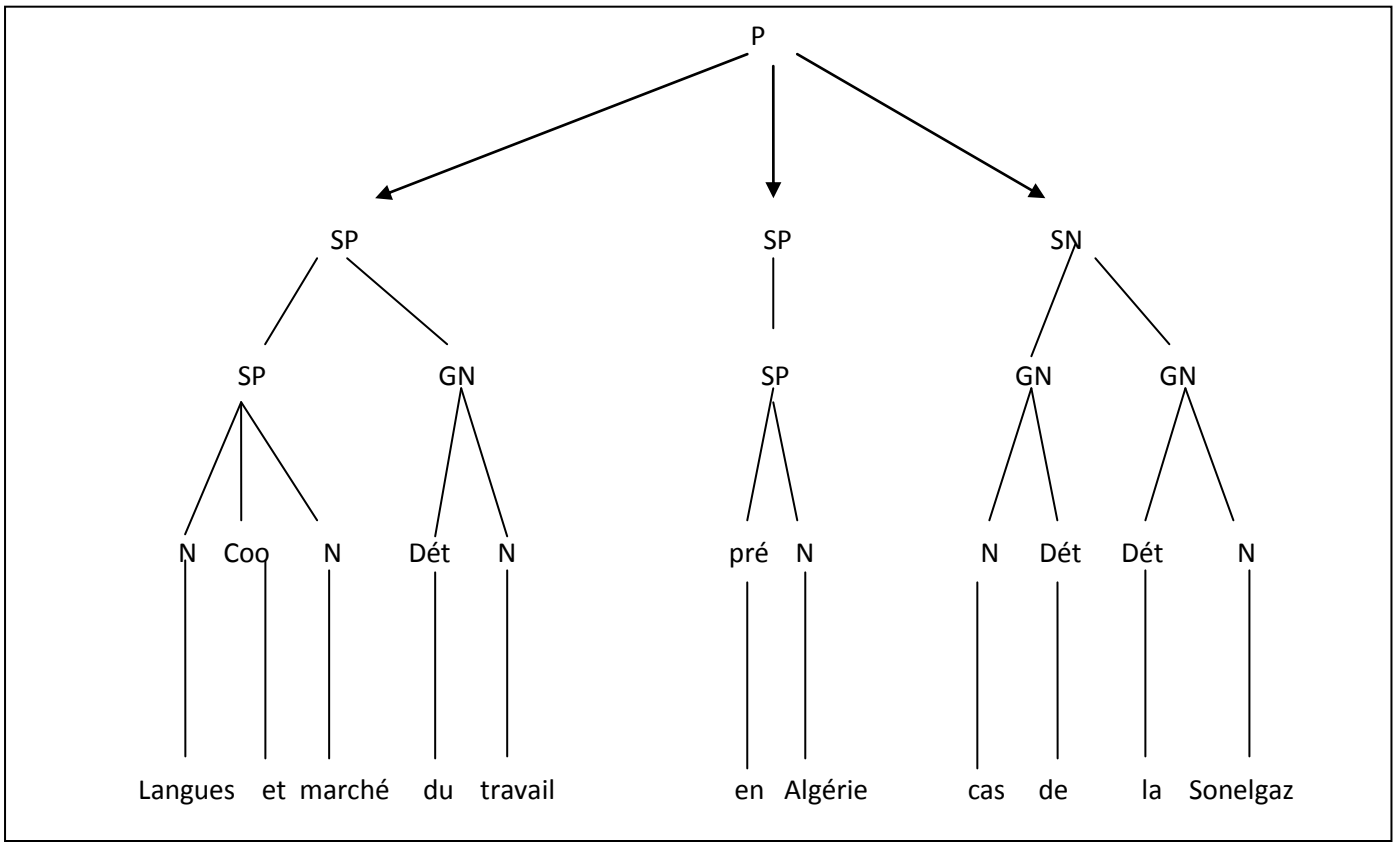 P
SP SP SN
SP GN SP GN GN
N Coo N Dét N pré N N Dét Dét N
Langues et marché du travail en Algérie cas de la Sonelgaz